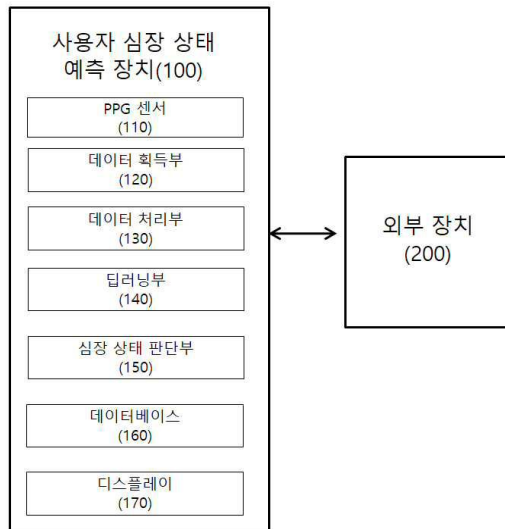 사용자 심장 상태
예측 장치(100)
PPG 센서
(110)
데이터 획득부
(120)
데이터 처리부
(130)
딥러닝부
(140)
심장 상태 판단부
(150)
데이터베이스
(160)
디스플레이
(170)
외부 장치
(200)